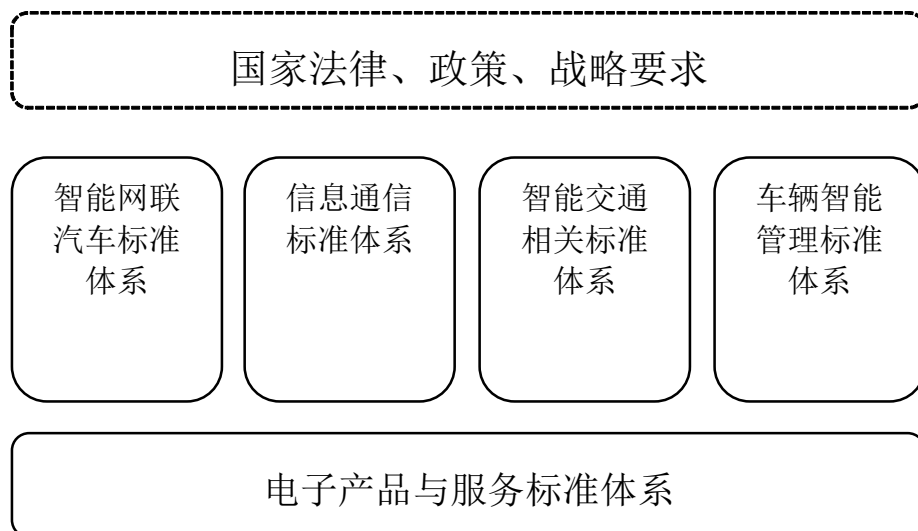 国家法律、政策、战略要求
智能网联
汽车标准
体系
信息通信
标准体系
智能交通
相关标准
体系
车辆智能
管理标准
体系
电子产品与服务标准体系